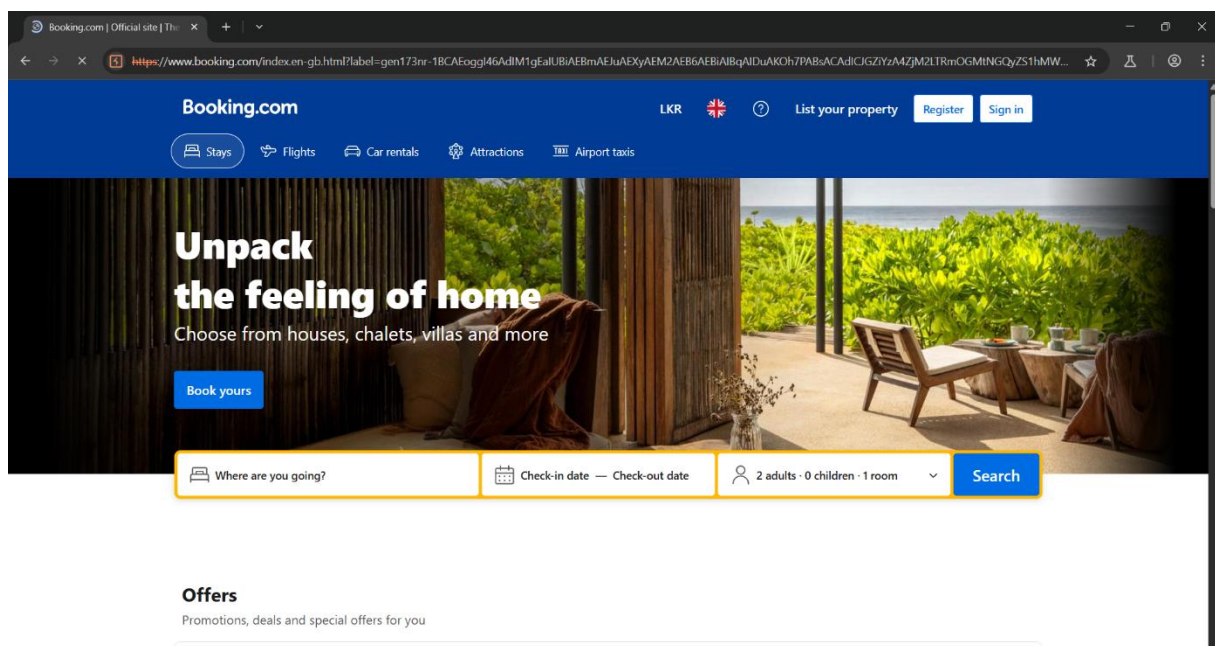 Booking.com | Official site | The
https://www.booking.com/index.en-gb.html?label=gen173nr-
Booking.com
LKR
List your property
Register
Sign in
Stays
Flights
Car rentals
Attractions
TAXI
Airport taxis
Unpack
the feeling of home
Choose from houses, chalets, villas and more
Book yours
Where are you going?
Check-in date — Check-out date
2 adults · 0 children · 1 room
Search
Offers
Promotions, deals and special offers for you